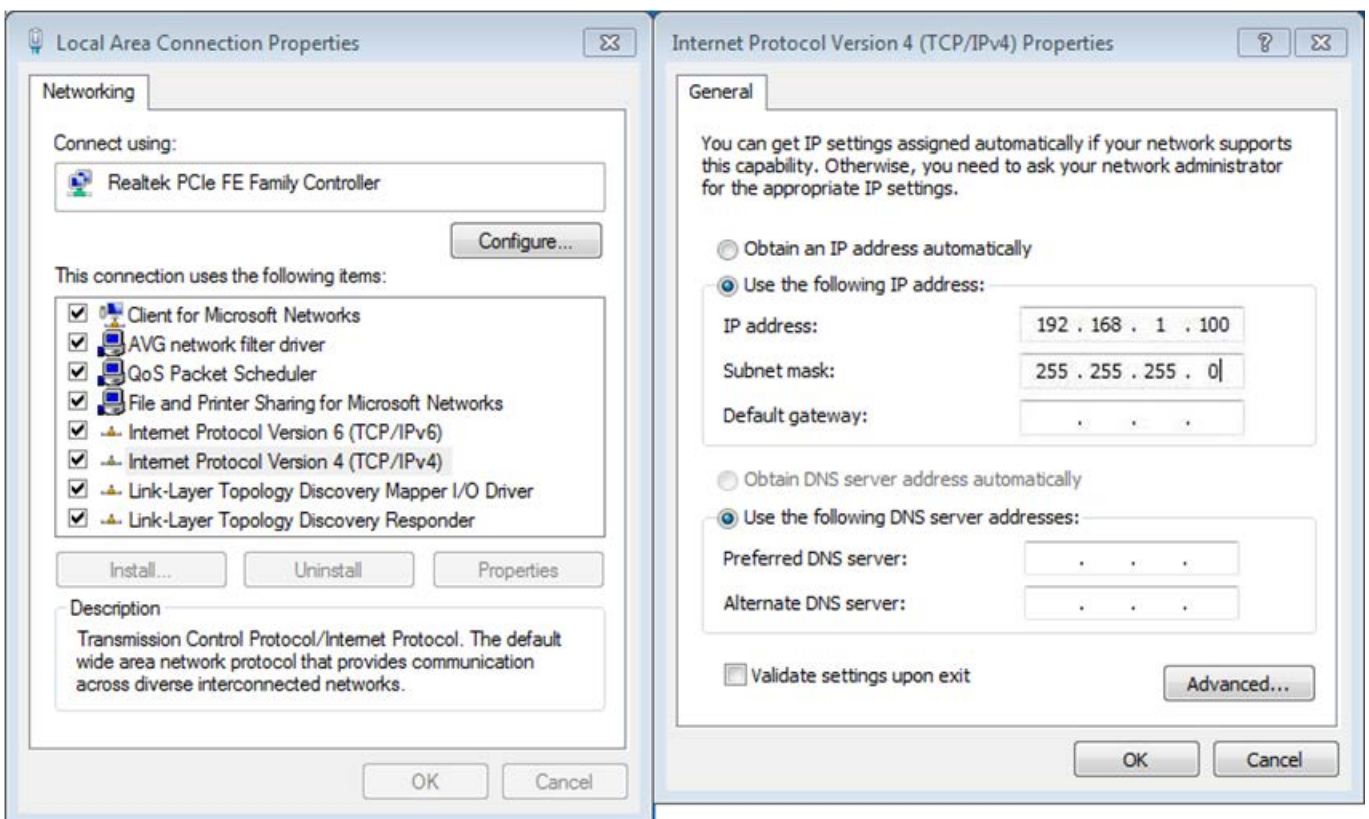 Local Area Connection Properties
Networking
Connect using:
Realtek PCIe FE Family Controller
Configure...
This connection uses the following items:
Client for Microsoft Networks
AVG network filter driver
QoS Packet Scheduler
File and Printer Sharing for Microsoft Networks
Internet Protocol Version 6 (TCP/IPv6)
Internet Protocol Version 4 (TCP/IPv4)
Link-Layer Topology Discovery Mapper I/O Driver
Link-Layer Topology Discovery Responder
Install... Uninstall Properties
Description
Transmission Control Protocol/Internet Protocol. The default
wide area network protocol that provides communication
across diverse interconnected networks.
OK Cancel
Internet Protocol Version 4 (TCP/IPv4) Properties
?
General
You can get IP settings assigned automatically if your network supports
this capability. Otherwise, you need to ask your network administrator
for the appropriate IP settings.
Obtain an IP address automatically
Use the following IP address:
IP address: 192 . 168 . 1 . 100
Subnet mask: 255 . 255 . 255 . 0
Default gateway: . . .
Obtain DNS server address automatically
Use the following DNS server addresses:
Preferred DNS server: . . .
Alternate DNS server: . . .
Validate settings upon exit
Advanced...
OK Cancel